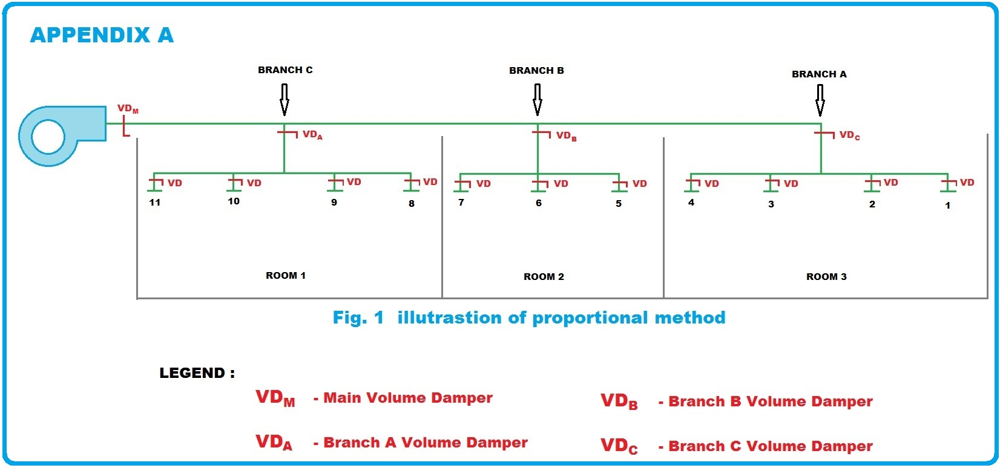 APPENDIX A
BRANCH C
BRANCH B
BRANCH A
VDM
VDA
VDB
VDC
VD
VD
VD
VD
VD
VD
VD
VD
VD
VD
VD
11
10
9
8
7
6
5
4
3
2
1
ROOM 1
ROOM 2
ROOM 3
Fig. 1 illutrastion of proportional method
LEGEND :
VDM - Main Volume Damper
VDB - Branch B Volume Damper
VDA - Branch A Volume Damper
VDC - Branch C Volume Damper